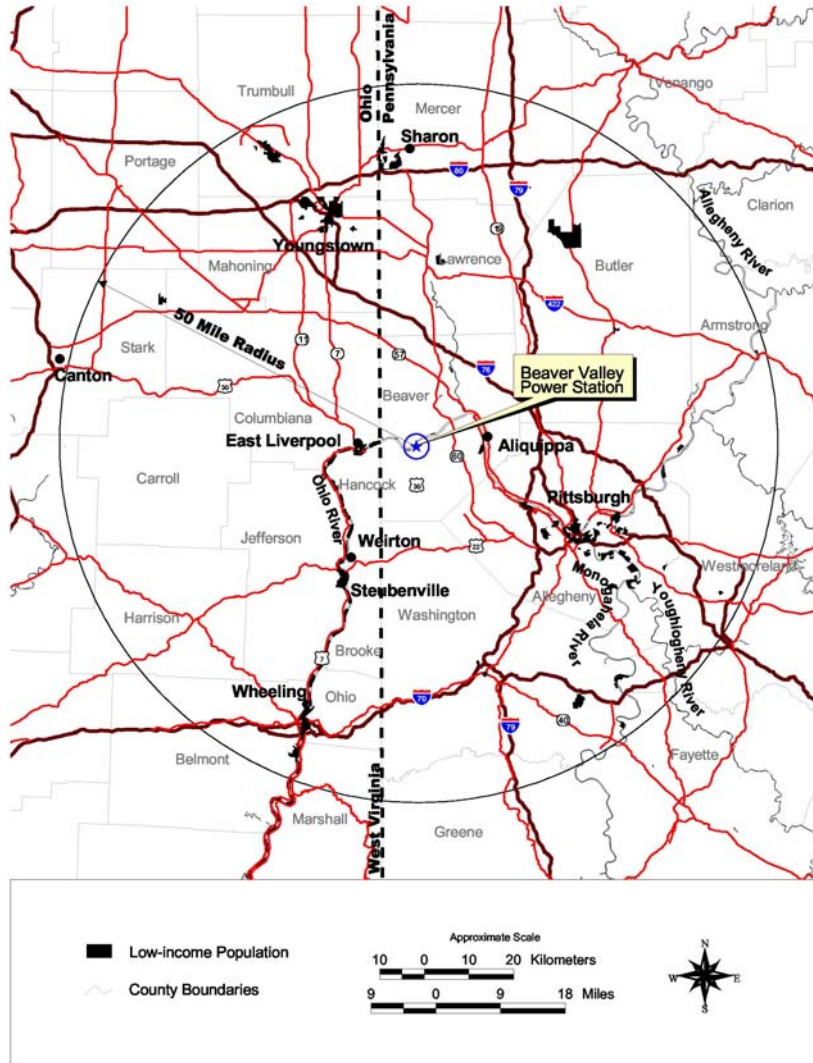 Ohio
Pennsylvania
Venango
Trumbull
Mercer
Sharon
Portage
80
79
Allegheny River
Clarion
Youngstown
19
Lawrence
Butler
Mahoning
50 Mile Radius
422
Armstrong
Stark
11
7
57
Canton
30
76
Beaver Valley
Power Station
Beaver
Columbiana
East Liverpool
Aliquippa
60
Carroll
Hancock
30
Ohio River
Pittsburgh
Jefferson
Weirton
22
Westmoreland
Steubenville
Monogahela River
Allegheny
Youghiogheny River
Washington
Harrison
Brooke
7
Wheeling
Ohio
70
79
40
Belmont
Fayette
West Virginia
Marshall
Greene
Low-income Population
County Boundaries
Approximate Scale
10 0 10 20 Kilometers
9 0 9 18 Miles
N
W E
S